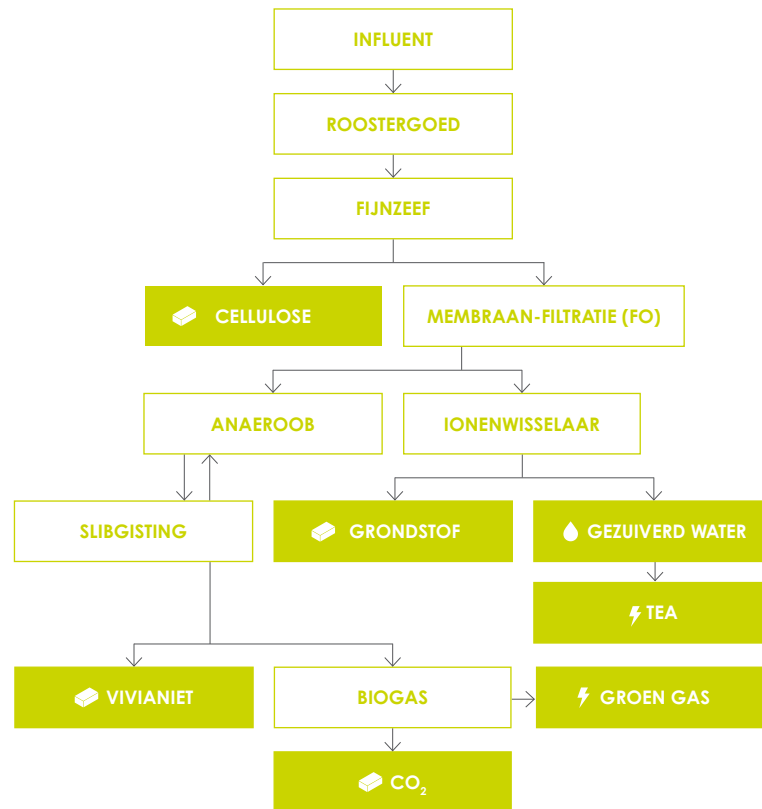 INFLUENT
ROOSTERGOED
FIJNZEEF
CELLULOSE
MEMBRAAN-FILTRATIE (FO)
ANAEROOB
IONENWISSELAAR
SLIBGISTING
GRONDSTOF
GEZUIVERD WATER
TEA
VIVIANIET
BIOGAS
GROEN GAS
CO₂